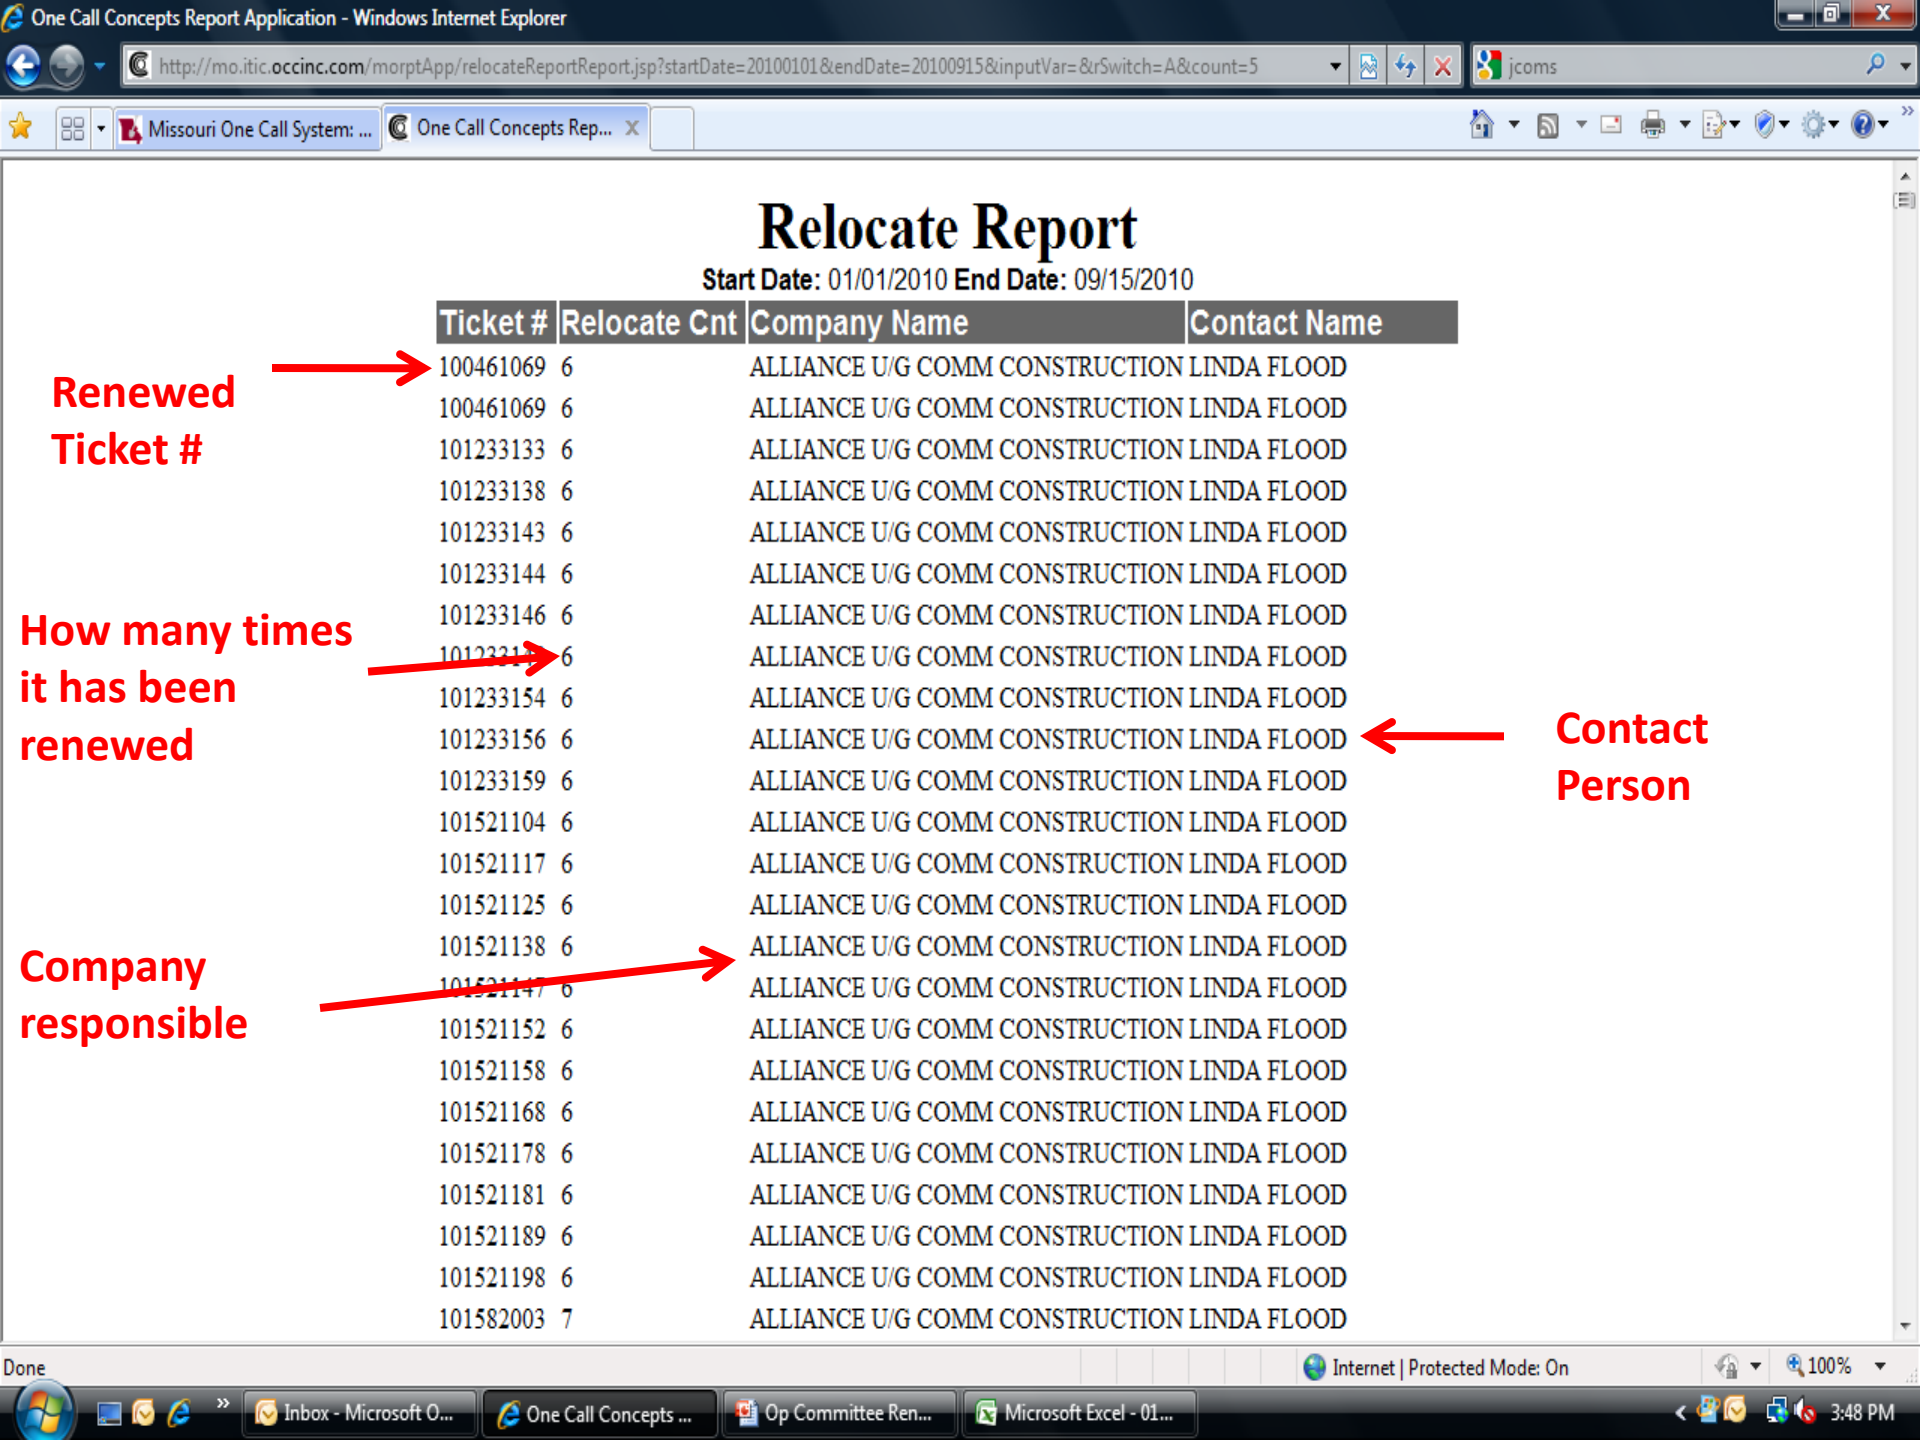 One Call Concepts Report Application - Windows Internet Explorer
http://mo.itic.occinc.com/morptApp/relocateReportReport.jsp?startDate=20100101&endDate=20100915&inputVar=&rSwitch=A&count=5
jcoms
Missouri One Call System: ...
One Call Concepts Rep...
Relocate Report
Start Date: 01/01/2010 End Date: 09/15/2010
Ticket # Relocate Cnt Company Name Contact Name
100461069 6 ALLIANCE U/G COMM CONSTRUCTION LINDA FLOOD
100461069 6 ALLIANCE U/G COMM CONSTRUCTION LINDA FLOOD
101233133 6 ALLIANCE U/G COMM CONSTRUCTION LINDA FLOOD
101233138 6 ALLIANCE U/G COMM CONSTRUCTION LINDA FLOOD
101233143 6 ALLIANCE U/G COMM CONSTRUCTION LINDA FLOOD
101233144 6 ALLIANCE U/G COMM CONSTRUCTION LINDA FLOOD
101233146 6 ALLIANCE U/G COMM CONSTRUCTION LINDA FLOOD
6 ALLIANCE U/G COMM CONSTRUCTION LINDA FLOOD
101233154 6 ALLIANCE U/G COMM CONSTRUCTION LINDA FLOOD
101233156 6 ALLIANCE U/G COMM CONSTRUCTION LINDA FLOOD
101233159 6 ALLIANCE U/G COMM CONSTRUCTION LINDA FLOOD
101521104 6 ALLIANCE U/G COMM CONSTRUCTION LINDA FLOOD
101521117 6 ALLIANCE U/G COMM CONSTRUCTION LINDA FLOOD
101521125 6 ALLIANCE U/G COMM CONSTRUCTION LINDA FLOOD
101521138 6 ALLIANCE U/G COMM CONSTRUCTION LINDA FLOOD
101521147 6 ALLIANCE U/G COMM CONSTRUCTION LINDA FLOOD
101521152 6 ALLIANCE U/G COMM CONSTRUCTION LINDA FLOOD
101521158 6 ALLIANCE U/G COMM CONSTRUCTION LINDA FLOOD
101521168 6 ALLIANCE U/G COMM CONSTRUCTION LINDA FLOOD
101521178 6 ALLIANCE U/G COMM CONSTRUCTION LINDA FLOOD
101521181 6 ALLIANCE U/G COMM CONSTRUCTION LINDA FLOOD
101521189 6 ALLIANCE U/G COMM CONSTRUCTION LINDA FLOOD
101521198 6 ALLIANCE U/G COMM CONSTRUCTION LINDA FLOOD
101582003 7 ALLIANCE U/G COMM CONSTRUCTION LINDA FLOOD
Renewed
Ticket #
How many times
it has been
renewed
Contact
Person
Company
responsible
Done
Internet | Protected Mode: On
100%
Inbox - Microsoft O...
One Call Concepts ...
Op Committee Ren...
Microsoft Excel - 01...
3:48 PM